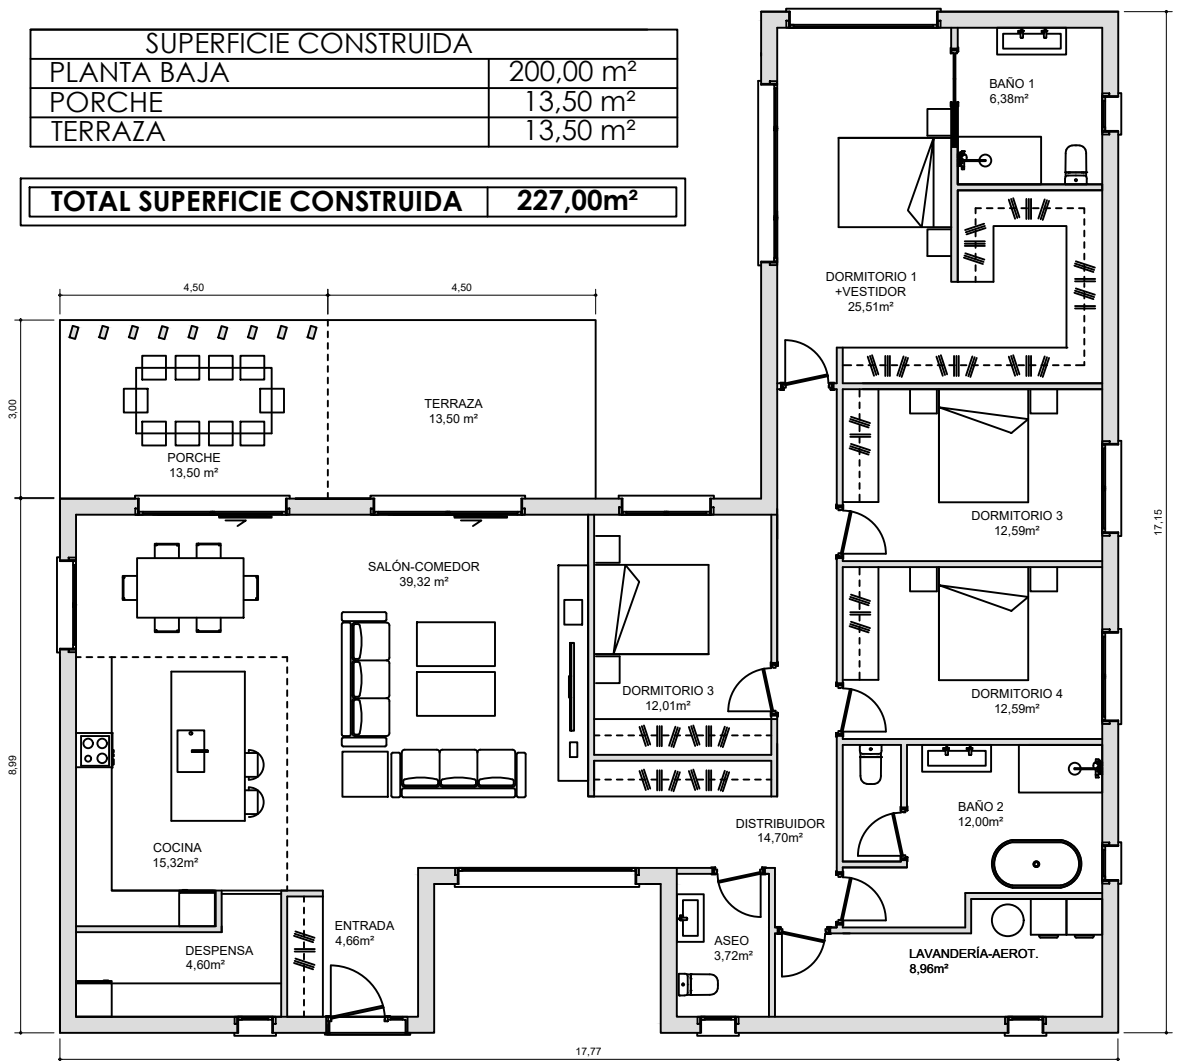 SUPERFICIE CONSTRUIDA
PLANTA BAJA 200,00 m²
PORCHE 13,50 m²
TERRAZA 13,50 m²
TOTAL SUPERFICIE CONSTRUIDA 227,00m²
BAÑO 1
6,38m²
DORMITORIO 1
+VESTIDOR
25,51m²
4,50
4,50
3,00
TERRAZA
13,50 m²
PORCHE
13,50 m²
DORMITORIO 3
12,59m²
17,15
SALÓN-COMEDOR
39,32 m²
DORMITORIO 3
12,01m²
DORMITORIO 4
12,59m²
8,99
BAÑO 2
12,00m²
DISTRIBUIDOR
14,70m²
COCINA
15,32m²
ENTRADA
4,66m²
DESPENSA
4,60m²
ASEO
3,72m²
LAVANDERÍA-AEROT.
8,96m²
17,77